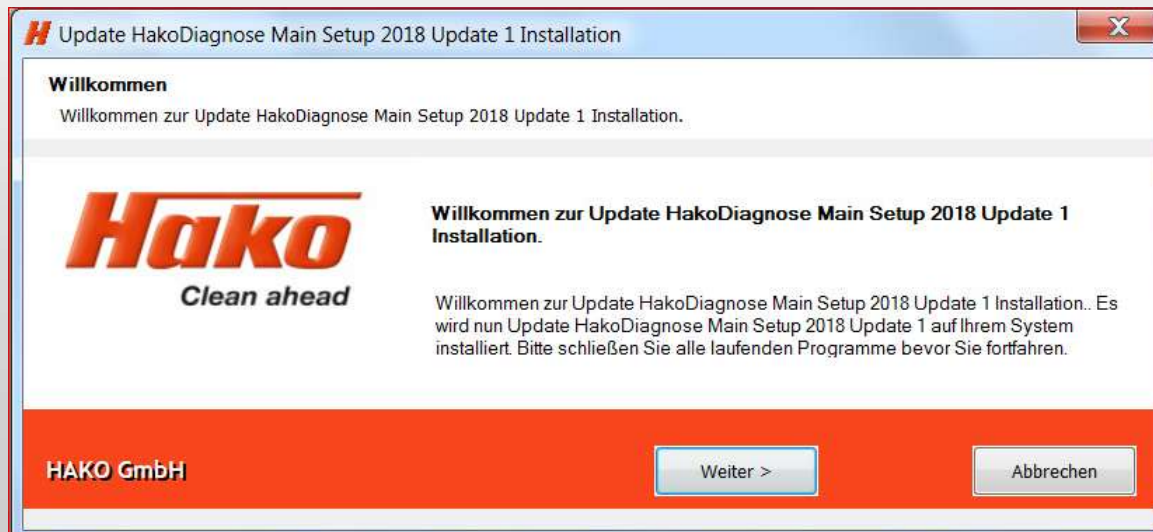 Update HakoDiagnose Main Setup 2018 Update 1 Installation
Willkommen
Willkommen zur Update HakoDiagnose Main Setup 2018 Update 1 Installation.
Hako
Clean ahead
Willkommen zur Update HakoDiagnose Main Setup 2018 Update 1
Installation.
Willkommen zur Update HakoDiagnose Main Setup 2018 Update 1 Installation.. Es
wird nun Update HakoDiagnose Main Setup 2018 Update 1 auf Ihrem System
installiert. Bitte schließen Sie alle laufenden Programme bevor Sie fortfahren.
HAKO GmbH
Weiter >
Abbrechen